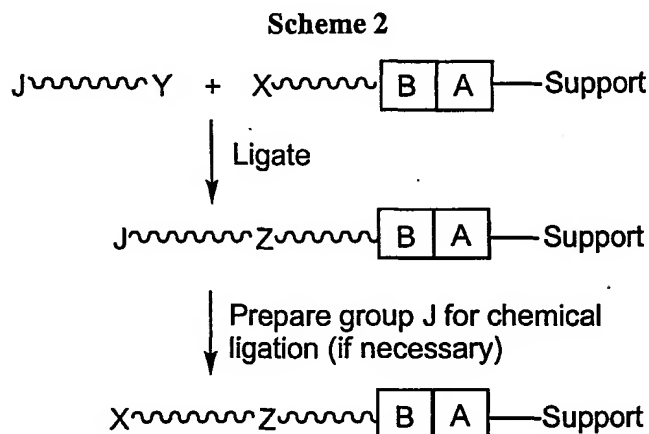 Scheme 2
J Y + X B A Support
Ligate
J Z B A Support
Prepare group J for chemical
ligation (if necessary)
X Z B A Support